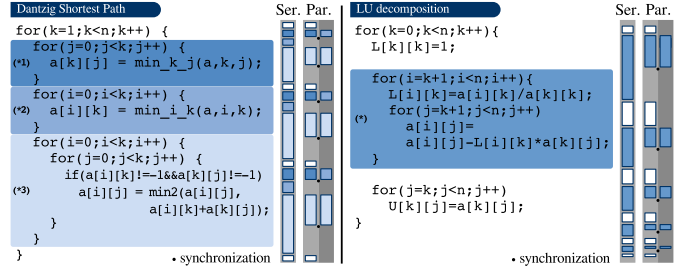 Dantzig Shortest Path
Ser. Par.
for(k=1;k<n;k++) {
for(j=0;j<k;j++) {
(*1) a[k][j] = min_k_j(a,k,j);
}
for(i=0;i<k;i++) {
(*2) a[i][k] = min_i_k(a,i,k);
}
for(i=0;i<k;i++) {
for(j=0;j<k;j++) {
if(a[i][k]!=-1&&a[k][j]!=-1)
(*3) a[i][j] = min2(a[i][j],
a[i][k]+a[k][j]);
}
}
}
• synchronization
LU decomposition
Ser. Par.
for(k=0;k<n;k++){
L[k][k]=1;
for(i=k+1;i<n;i++){
L[i][k]=a[i][k]/a[k][k];
for(j=k+1;j<n;j++)
(*) a[i][j]=
a[i][j]-L[i][k]*a[k][j];
}
for(j=k;j<n;j++)
U[k][j]=a[k][j];
}
• synchronization